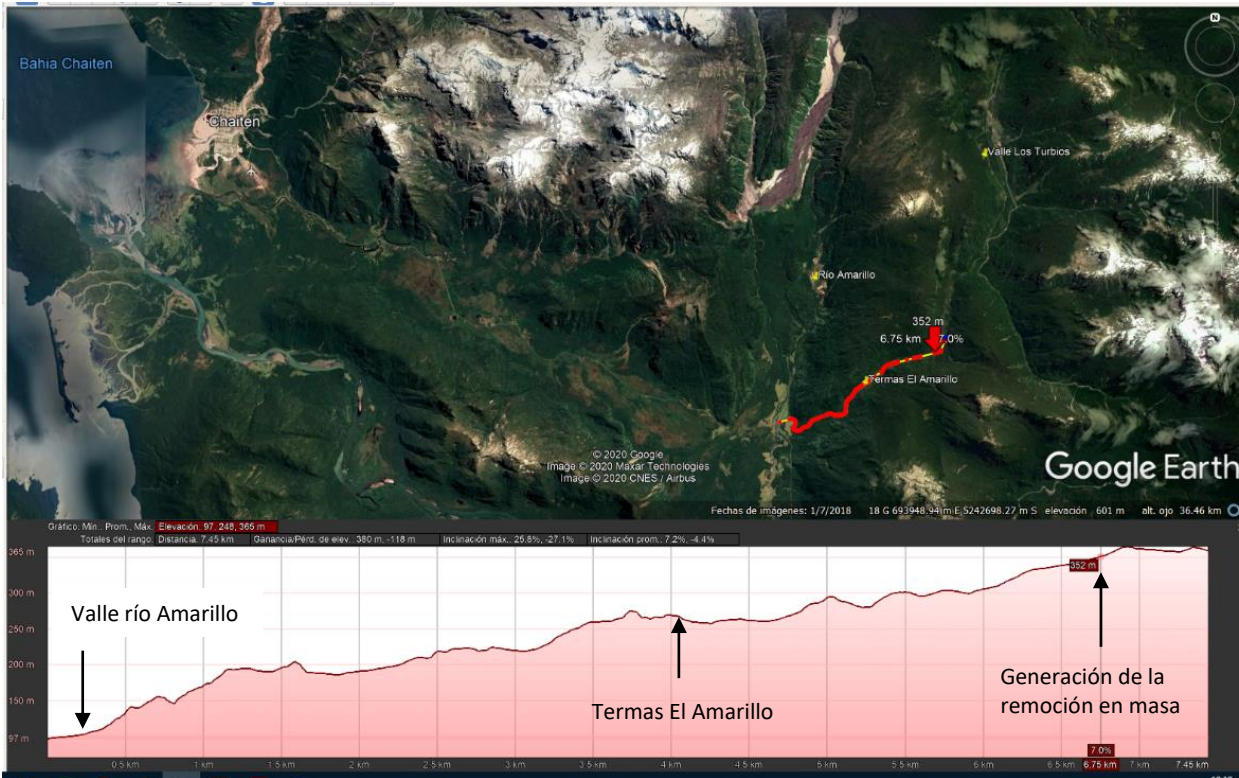 N
Bahia Chaiten
Chaiten
Valle Los Turbios
Río Amarillo
352 m
6.75 km 7.0%
Termas El Amarillo
© 2020 Google
Image © 2020 Maxar Technologies
Image © 2020 CNES / Airbus
Google Earth
Fechas de imágenes: 1/7/2018 18 G 693948.94 m E 5242698.27 m S elevación 601 m alt. ojo 36.46 km
Gráfico: Mín., Prom., Máx. Elevación: 97, 248, 365 m
Totales del rango: Distancia: 7.45 km Ganancia/Pérd. de elev.: 380 m, -118 m Inclinación máx.: 25.8%, -27.1% Inclinación prom.: 7.2%, -4.4%
365 m
352 m
300 m
Valle río Amarillo
250 m
200 m
Generación de la
remoción en masa
Termas El Amarillo
150 m
97 m
7.0%
0.5 km 1 km 1.5 km 2 km 2.5 km 3 km 3.5 km 4 km 4.5 km 5 km 5.5 km 6 km 6.5 km 6.75 km 7 km 7.45 km